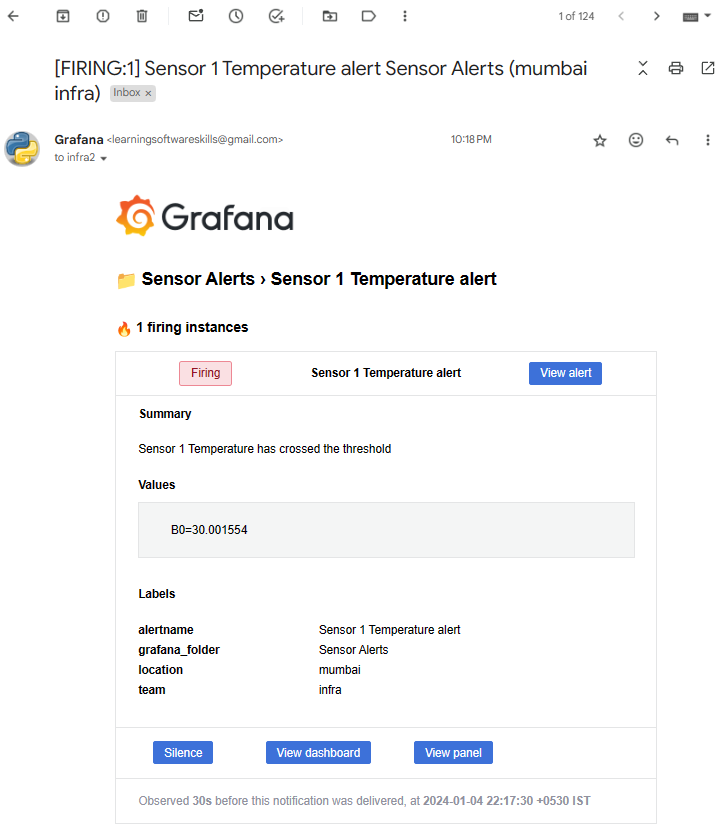 1 of 124
[FIRING:1] Sensor 1 Temperature alert Sensor Alerts (mumbai
infra) Inbox ×
Grafana <learningsoftwareskills@gmail.com> 10:18 PM
to infra2
Grafana
Sensor Alerts › Sensor 1 Temperature alert
1 firing instances
Firing Sensor 1 Temperature alert View alert
Summary
Sensor 1 Temperature has crossed the threshold
Values
B0=30.001554
Labels
alertname Sensor 1 Temperature alert
grafana_folder Sensor Alerts
location mumbai
team infra
Silence View dashboard View panel
Observed 30s before this notification was delivered, at 2024-01-04 22:17:30 +0530 IST